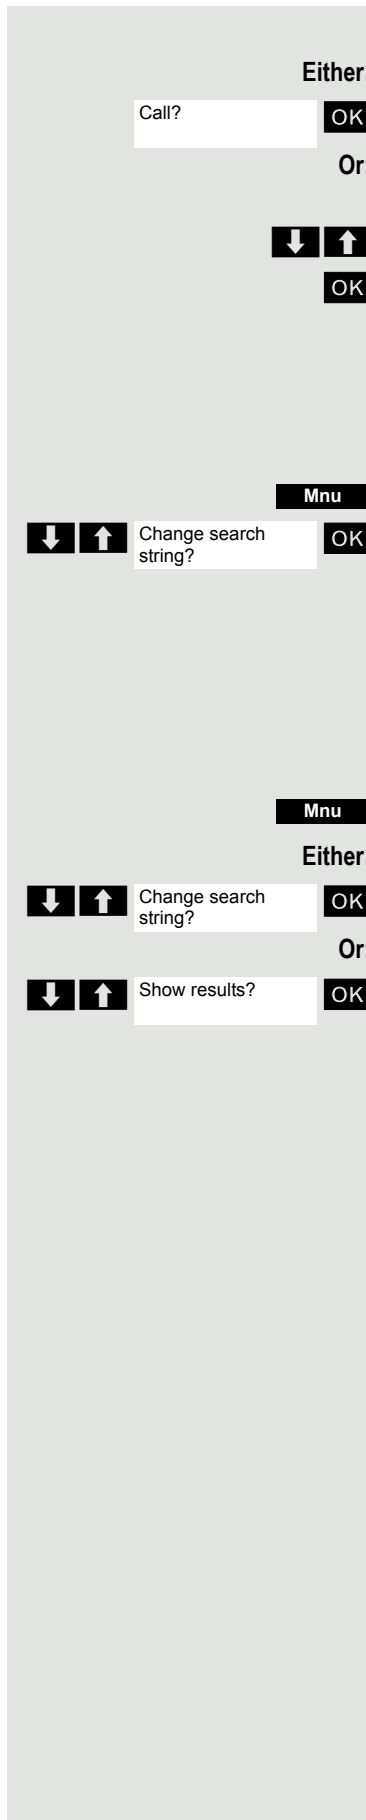 Either:
Call? OK
Or:
OK
Mnu
Change search OK
string?
Mnu
Either:
Change search OK
string?
Or:
Show results? OK